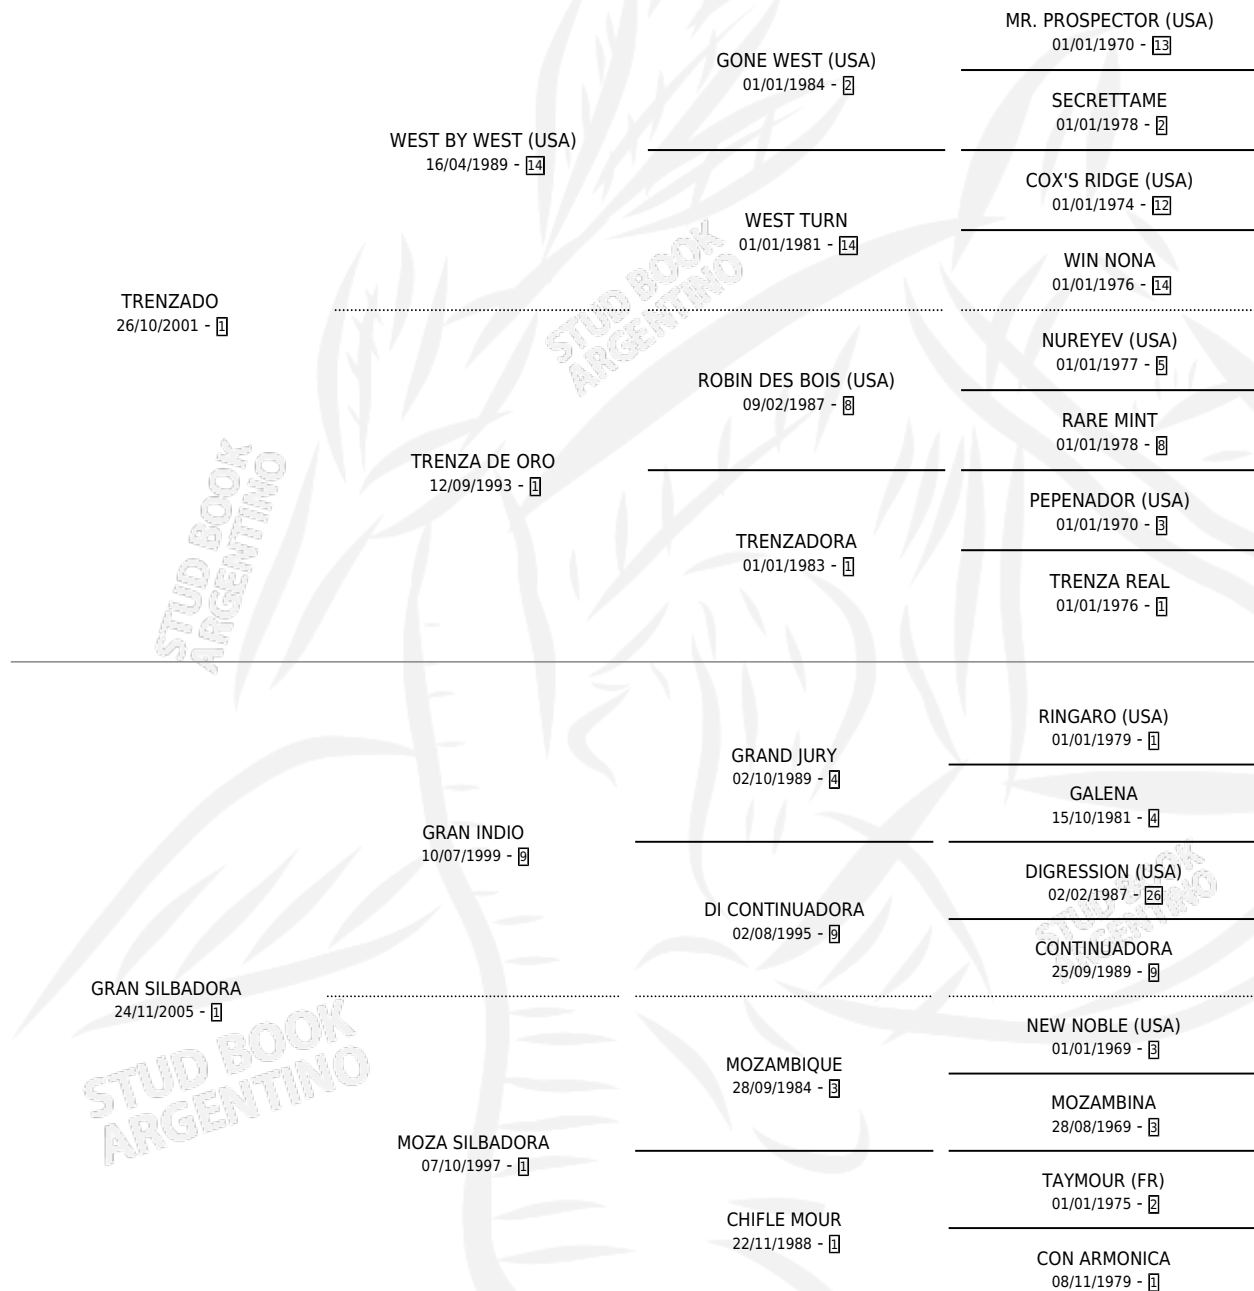 MR. PROSPECTOR (USA)
01/01/1970 - 13
GONE WEST (USA)
01/01/1984 - 2
SECRETTAME
01/01/1978 - 2
WEST BY WEST (USA)
16/04/1989 - 14
COX'S RIDGE (USA)
01/01/1974 - 12
WEST TURN
01/01/1981 - 14
WIN NONA
01/01/1976 - 14
TRENZADO
26/10/2001 - 1
NUREYEV (USA)
01/01/1977 - 5
ROBIN DES BOIS (USA)
09/02/1987 - 8
RARE MINT
01/01/1978 - 8
TRENZA DE ORO
12/09/1993 - 1
PEPENADOR (USA)
01/01/1970 - 3
TRENZADORA
01/01/1983 - 1
TRENZA REAL
01/01/1976 - 1
RINGARO (USA)
01/01/1979 - 1
GRAND JURY
02/10/1989 - 4
GALENA
15/10/1981 - 4
GRAN INDIO
10/07/1999 - 9
DIGRESSION (USA)
02/02/1987 - 26
DI CONTINUADORA
02/08/1995 - 9
CONTINUADORA
25/09/1989 - 9
GRAN SILBADORA
24/11/2005 - 1
NEW NOBLE (USA)
01/01/1969 - 3
MOZAMBIQUE
28/09/1984 - 3
MOZAMBINA
28/08/1969 - 3
MOZA SILBADORA
07/10/1997 - 1
TAYMOUR (FR)
01/01/1975 - 2
CHIFLE MOUR
22/11/1988 - 1
CON ARMONICA
08/11/1979 - 1
STUD BOOK
ARGENTINO
STUD BOOK
ARGENTINO
STUD BOOK
ARGENTINO
STUD BOOK
ARGENTINO